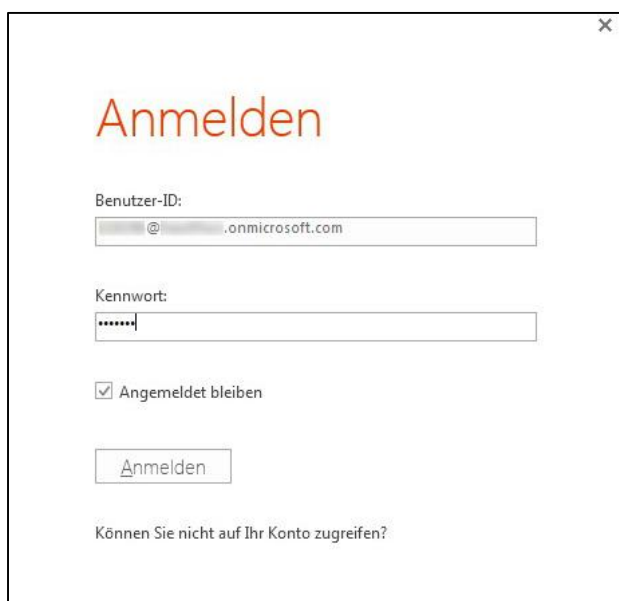 Anmelden
Benutzer-ID:
@ .onmicrosoft.com
Kennwort:
•••••••
Angemeldet bleiben
Anmelden
Können Sie nicht auf Ihr Konto zugreifen?